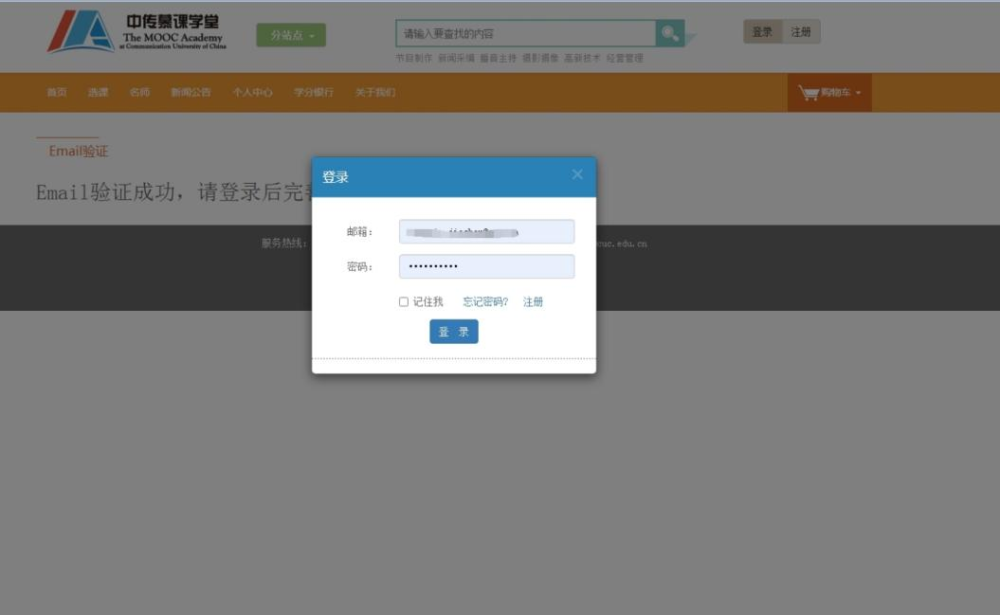 中传慕课学堂
The MOOC Academy
at Communication University of China
分站点
请输入要查找的内容
登录 注册
节目制作 新闻采编 播音主持 摄影摄像 高新技术 经营管理
首页 选课 名师 新闻公告 个人中心 学分银行 关于我们
购物车
Email验证
Email验证成功，请登录后完善
登录
邮箱：
服务热线：
cuc.edu.cn
密码：
记住我 忘记密码? 注册
登 录